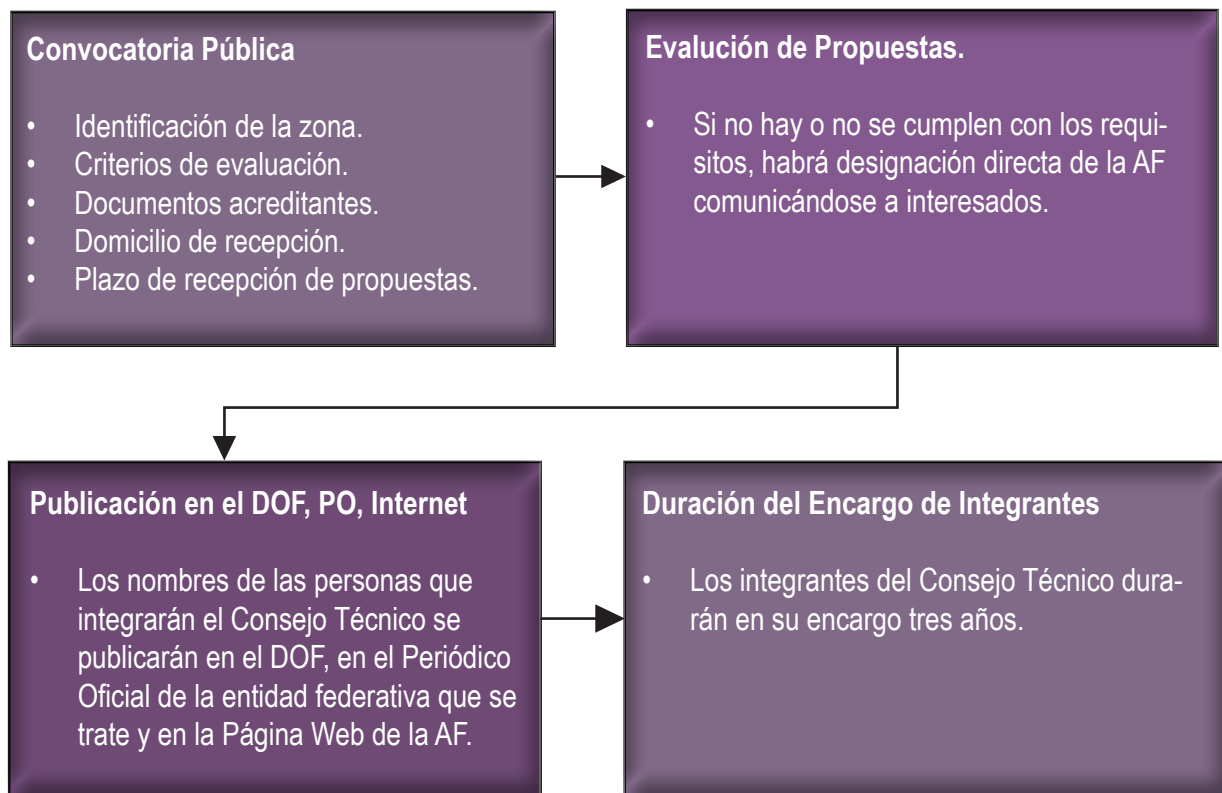 Convocatoria Pública
• Identificación de la zona.
• Criterios de evaluación.
• Documentos acreditantes.
• Domicilio de recepción.
• Plazo de recepción de propuestas.
Evalución de Propuestas.
• Si no hay o no se cumplen con los requi-
sitos, habrá designación directa de la AF
comunicándose a interesados.
Publicación en el DOF, PO, Internet
• Los nombres de las personas que
integrarán el Consejo Técnico se
publicarán en el DOF, en el Periódico
Oficial de la entidad federativa que se
trate y en la Página Web de la AF.
Duración del Encargo de Integrantes
• Los integrantes del Consejo Técnico dura-
rán en su encargo tres años.